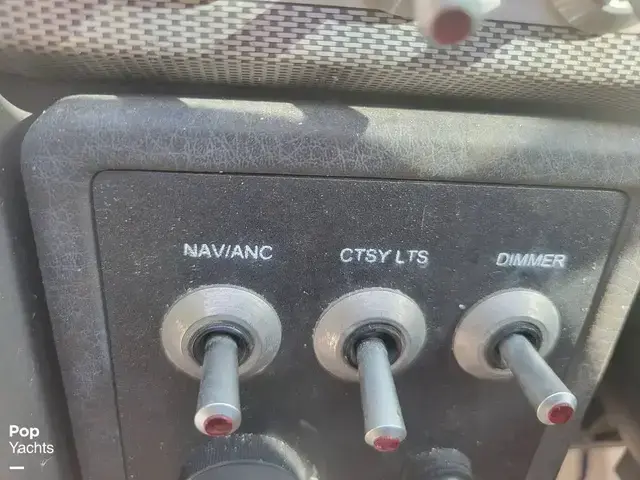 NAV/ANC CTSY LTS DIMMER
Pop
Yachts